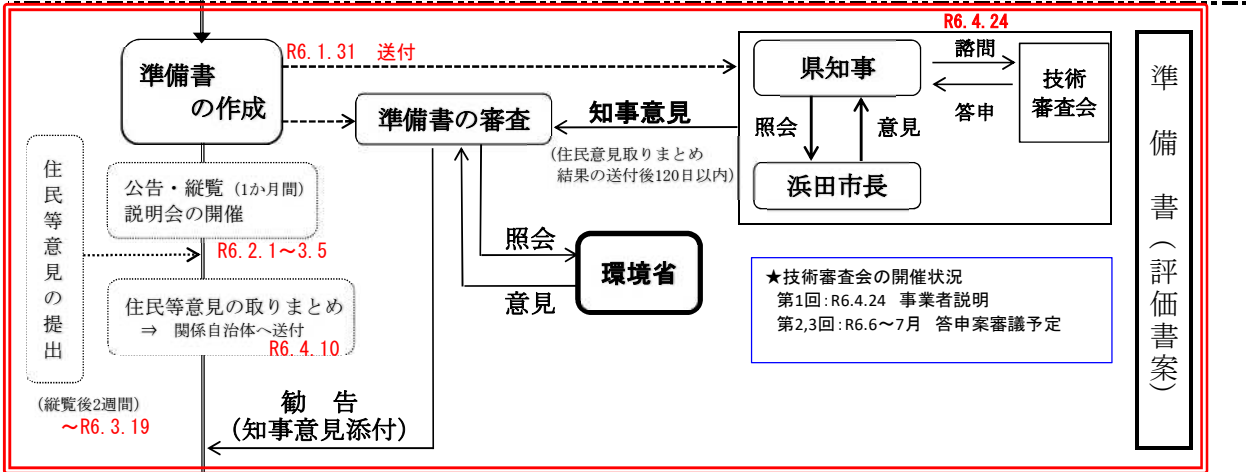 R6.4.24
R6.1.31 送付
準備書
の作成
準備書の審査
知事意見
(住民意見取りまとめ
結果の送付後120日以内)
県知事
諮問
答申
技術
審査会
照会
意見
浜田市長
準備書(評価書案)
住民等意見の提出
公告・縦覧 (1か月間)
説明会の開催
R6.2.1～3.5
照会
環境省
意見
★技術審査会の開催状況
第1回:R6.4.24 事業者説明
第2,3回:R6.6～7月 答申案審議予定
住民等意見の取りまとめ
⇒ 関係自治体へ送付
R6.4.10
(縦覧後2週間)
～R6.3.19
勧 告
(知事意見添付)